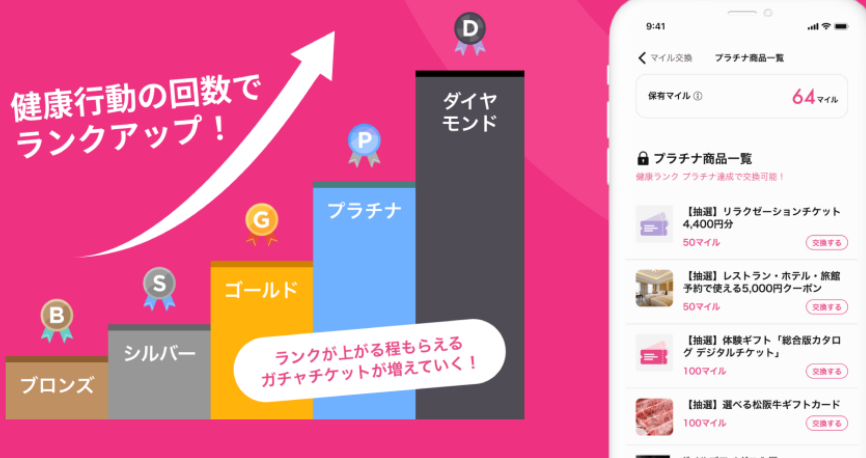 健康行動の回数で
ランクアップ！
D
ダイヤ
モンド
P
プラチナ
G
ゴールド
S
シルバー
B
ブロンズ
ランクが上がる程もらえる
ガチャチケットが増えていく！
9:41
マイル交換
プラチナ商品一覧
保有マイル
64マイル
プラチナ商品一覧
健康ランク プラチナ達成で交換可能！
【抽選】リラクゼーションチケット
4,400円分
50マイル
交換する
【抽選】レストラン・ホテル・旅館
予約で使える5,000円クーポン
50マイル
交換する
【抽選】体験ギフト「総合版カタロ
グ デジタルチケット」
100マイル
交換する
【抽選】選べる松阪牛ギフトカード
100マイル
交換する